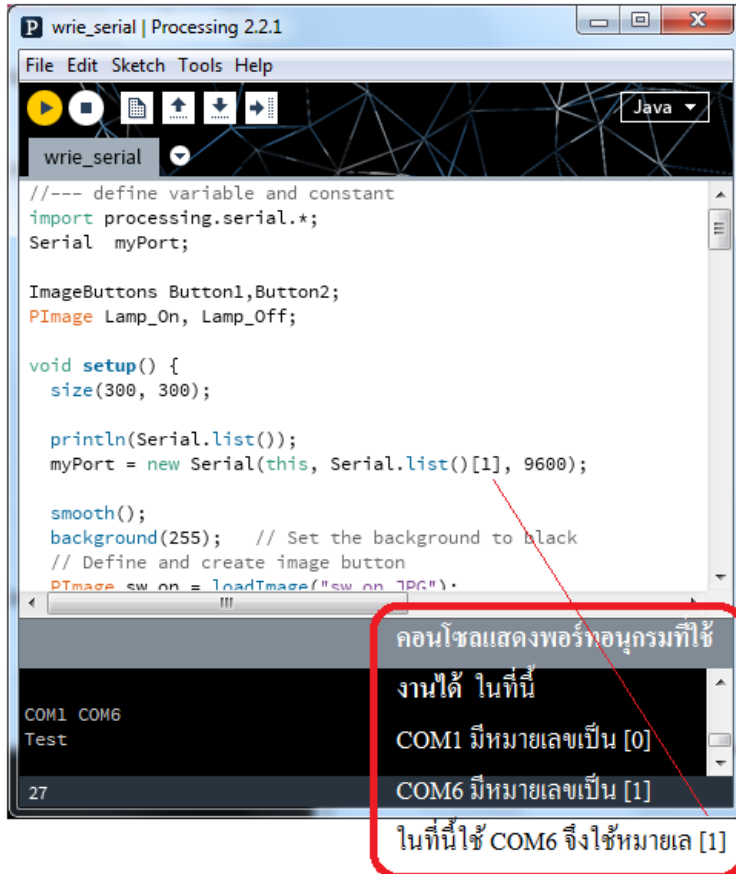 wrie_serial | Processing 2.2.1
File Edit Sketch Tools Help
Java
wrie_serial
//--- define variable and constant
import processing.serial.*;
Serial  myPort;
ImageButtons Button1,Button2;
PImage Lamp_On, Lamp_Off;
void setup() {
  size(300, 300);
  println(Serial.list());
  myPort = new Serial(this, Serial.list()[1], 9600);
  smooth();
  background(255);   // Set the background to black
  // Define and create image button
  PImage sw_on = loadImage("sw_on.JPG");
คอนโซลแสดงพอร์ทอนุกรมที่ใช้
งานได้ ในที่นี้
COM1 COM6
Test
COM1 มีหมายเลขเป็น [0]
COM6 มีหมายเลขเป็น [1]
27
ในที่นี้ใช้ COM6 จึงใช้หมายเล [1]